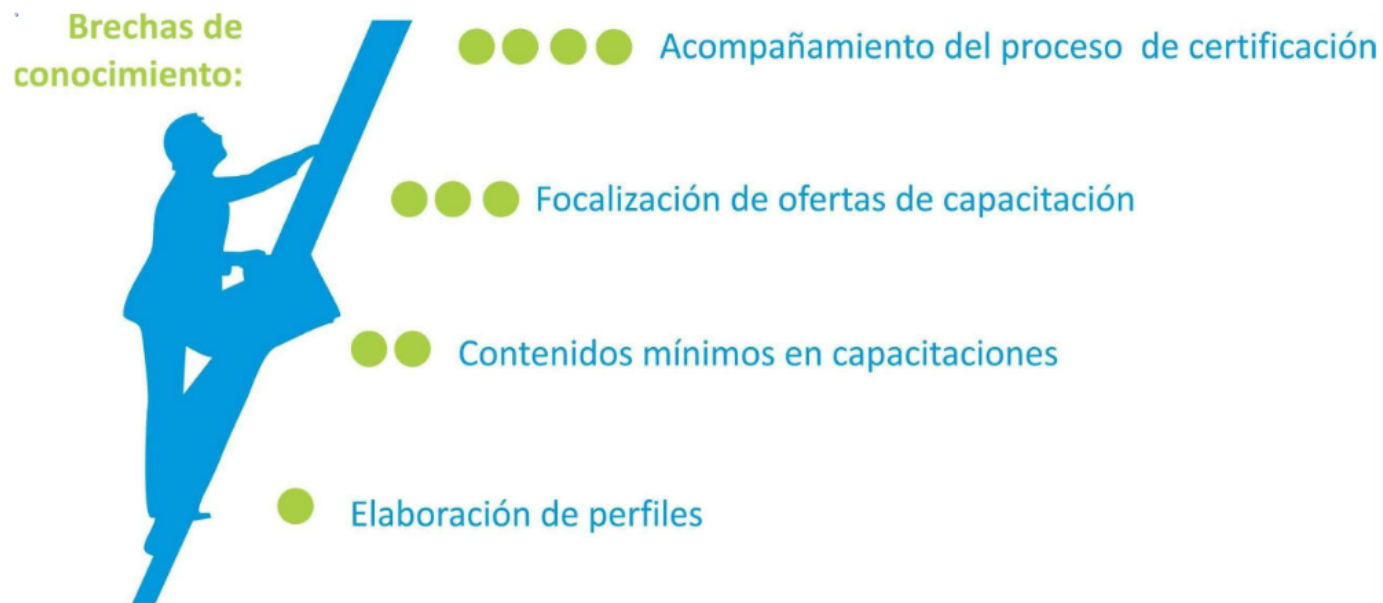 Brechas de
conocimiento:
Acompañamiento del proceso de certificación
Focalización de ofertas de capacitación
Contenidos mínimos en capacitaciones
Elaboración de perfiles